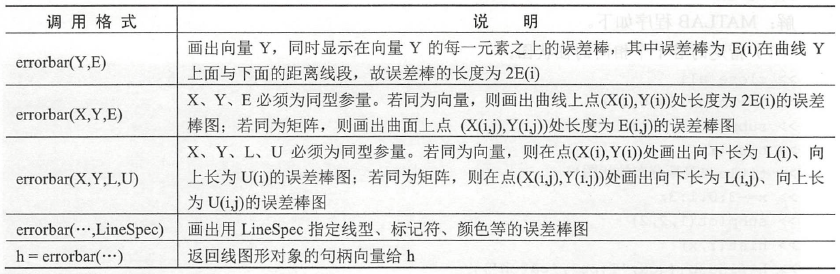 解：MATLAB 程序如下。
调用格式 说明
errorbar(Y,E) 画出向量 Y，同时显示在向量 Y 的每一元素之上的误差棒，其中误差棒为 E(i)在曲线 Y
上面与下面的距离线段，故误差棒的长度为 2E(i)
errorbar(X,Y,E) X、Y、E 必须为同型参量。若同为向量，则画出曲线上点(X(i),Y(i))处长度为 2E(i)的误差
棒图；若同为矩阵，则画出曲面上点 (X(i,j),Y(i,j))处长度为 E(i,j)的误差棒图
errorbar(X,Y,L,U) X、Y、L、U 必须为同型参量。若同为向量，则在点(X(i),Y(i))处画出向下长为 L(i)、向
上长为 U(i)的误差棒图；若同为矩阵，则在点(X(i,j),Y(i,j))处画出向下长为 L(i,j)、向上长
为 U(i,j)的误差棒图
errorbar(…,LineSpec) 画出用 LineSpec 指定线型、标记符、颜色等的误差棒图
h = errorbar(…) 返回线图形对象的句柄向量给 h